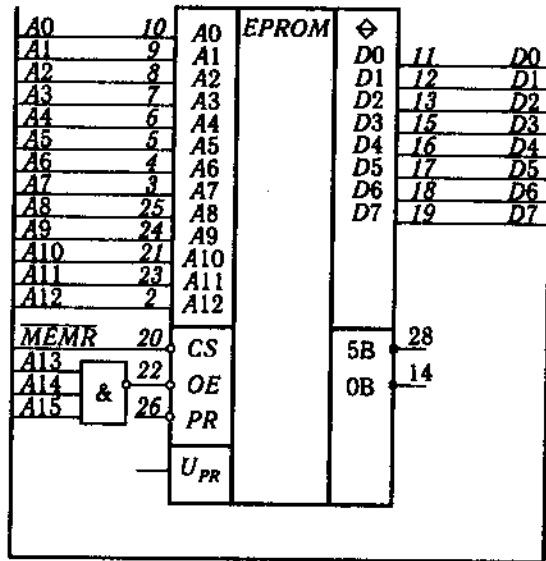 A0 10 A0 EPROM
A1 9 A1 D0 11 D0
A2 8 A2 D1 12 D1
A3 7 A3 D2 13 D2
A4 6 A4 D3 15 D3
A5 5 A5 D4 16 D4
A6 4 A6 D5 17 D5
A7 3 A7 D6 18 D6
A8 25 A8 D7 19 D7
A9 24 A9
A10 21 A10
A11 23 A11
A12 2 A12
MEMR 20 CS 5B 28
A13
A14 & 22 OE 0B 14
A15 26 PR
U_PR